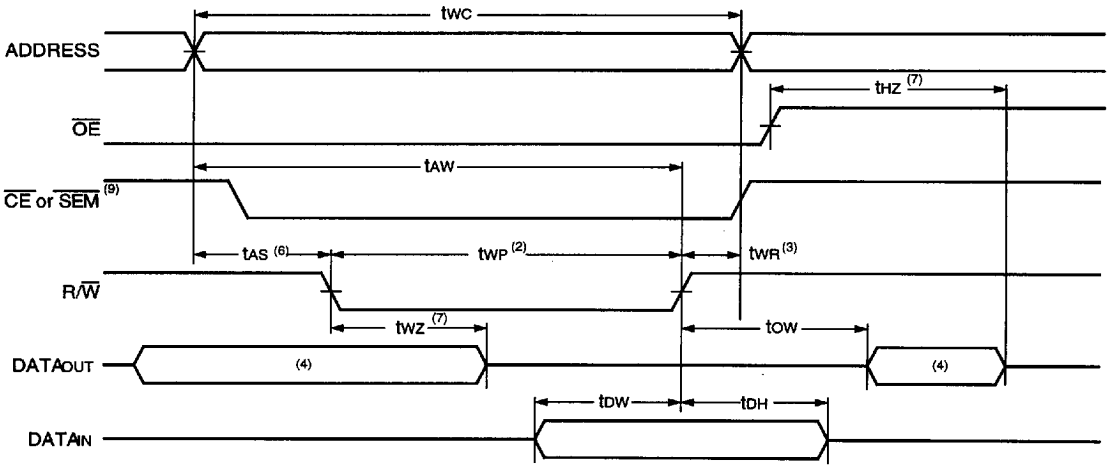 tWC
ADDRESS
tHZ (7)
OE
tAW
CE or SEM (9)
tAS (6) tWP (2) tWR (3)
R/W
tWZ (7) tOW
DATAOUT (4) (4)
tDW tDH
DATAIN